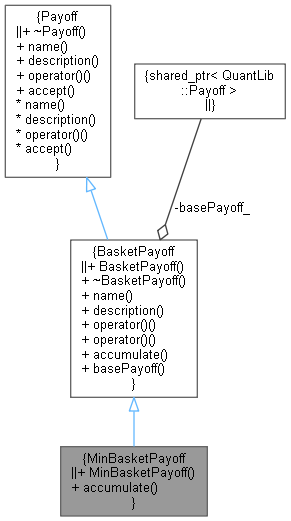 {Payoff
||+ ~Payoff()
+ name()
+ description()
+ operator()()
+ accept()
* name()
* description()
* operator()()
* accept()
}
{shared_ptr< QuantLib
::Payoff >
||}
-basePayoff_
{BasketPayoff
||+ BasketPayoff()
+ ~BasketPayoff()
+ name()
+ description()
+ operator()()
+ operator()()
+ accumulate()
+ basePayoff()
}
{MinBasketPayoff
||+ MinBasketPayoff()
+ accumulate()
}